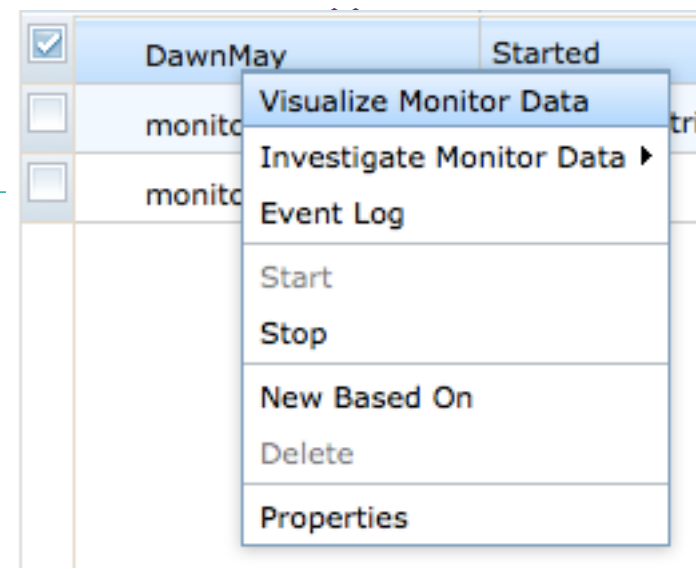 DawnMay Started
Visualize Monitor Data
Investigate Monitor Data
Event Log
Start
Stop
New Based On
Delete
Properties